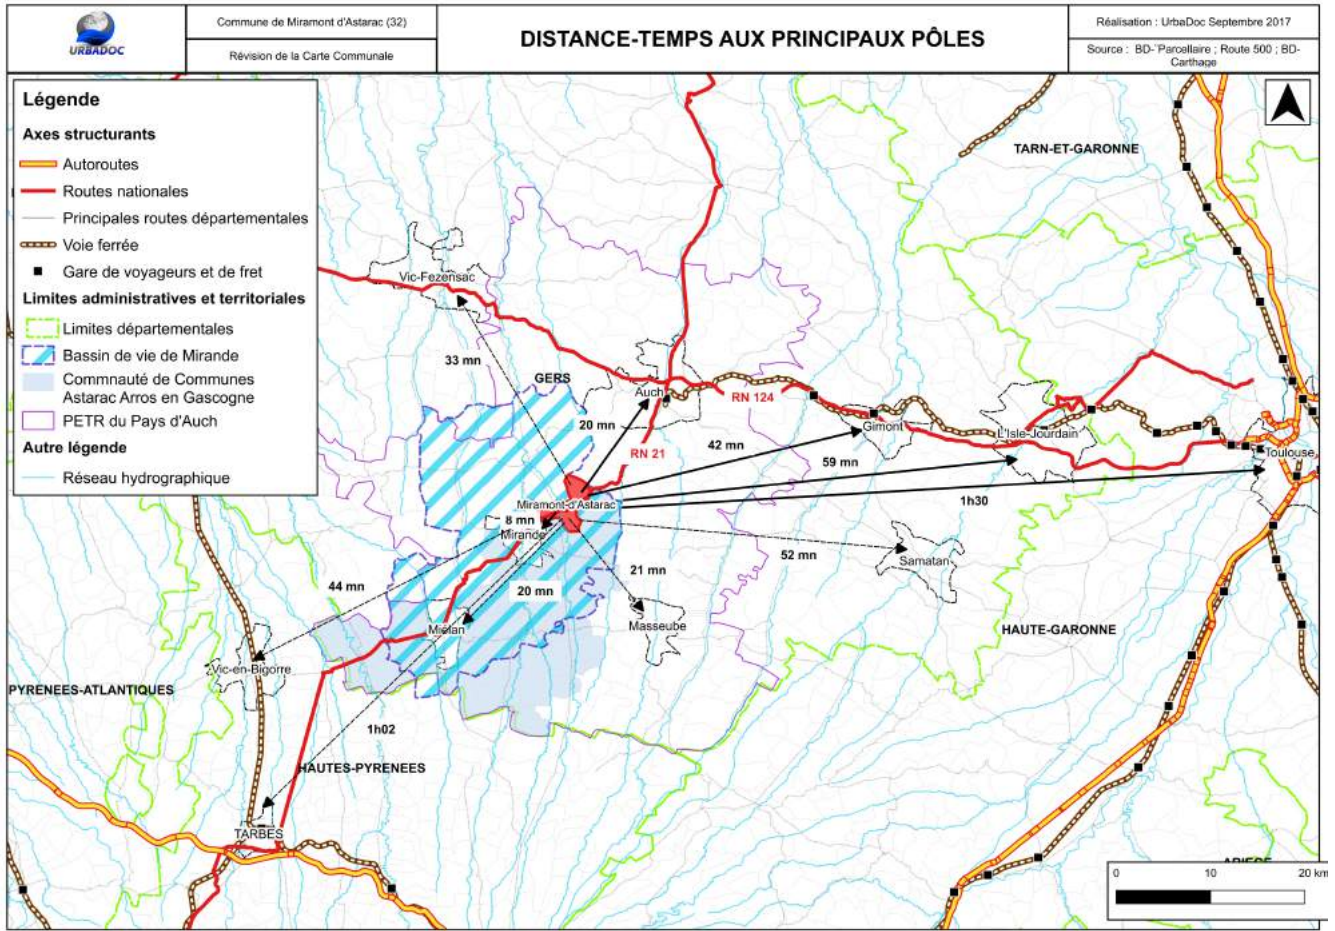 URBADOC
Commune de Miramont d'Astarac (32)
Révision de la Carte Communale
DISTANCE-TEMPS AUX PRINCIPAUX PÔLES
Réalisation : UrbaDoc Septembre 2017
Source : BD-¨Parcellaire ; Route 500 ; BD-
Carthage
Légende
Axes structurants
Autoroutes
Routes nationales
Principales routes départementales
Voie ferrée
Gare de voyageurs et de fret
Limites administratives et territoriales
Limites départementales
Bassin de vie de Mirande
Commnauté de Communes
Astarac Arros en Gascogne
PETR du Pays d'Auch
Autre légende
Réseau hydrographique
TARN-ET-GARONNE
Vic-Fezensac
33 mn
GERS
Auch
RN 124
20 mn
Gimont
L'Isle-Jourdain
42 mn
RN 21
59 mn
Toulouse
1h30
Miramont-d'Astarac
8 mn
Mirande
52 mn
Samatan
44 mn
20 mn
21 mn
Miélan
Masseube
HAUTE-GARONNE
Vic-en-Bigorre
PYRENEES-ATLANTIQUES
1h02
HAUTES-PYRENEES
TARBES
0 10 20 km